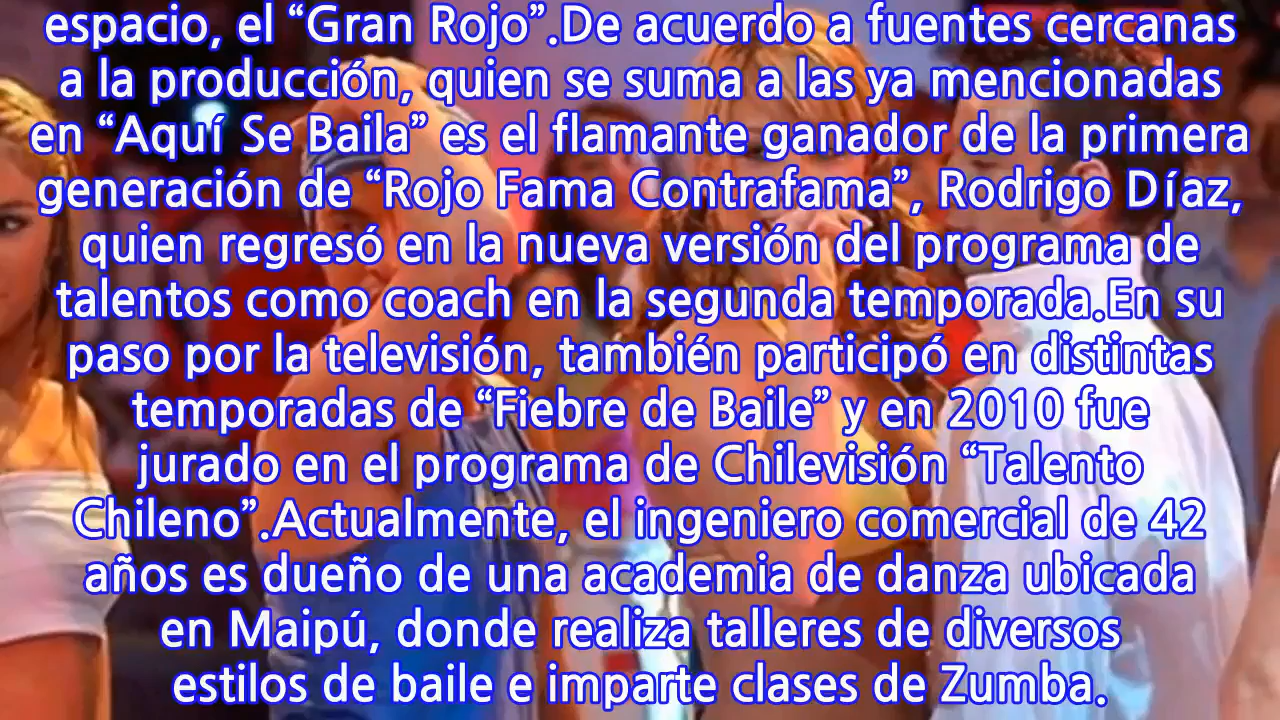 espacio, el “Gran Rojo”.De acuerdo a fuentes cercanas
a la producción, quien se suma a las ya mencionadas
en “Aquí Se Baila” es el flamante ganador de la primera
generación de “Rojo Fama Contrafama”, Rodrigo Díaz,
quien regresó en la nueva versión del programa de
talentos como coach en la segunda temporada.En su
paso por la televisión, también participó en distintas
temporadas de “Fiebre de Baile” y en 2010 fue
jurado en el programa de Chilevisión “Talento
Chileno”.Actualmente, el ingeniero comercial de 42
años es dueño de una academia de danza ubicada
en Maipú, donde realiza talleres de diversos
estilos de baile e imparte clases de Zumba.